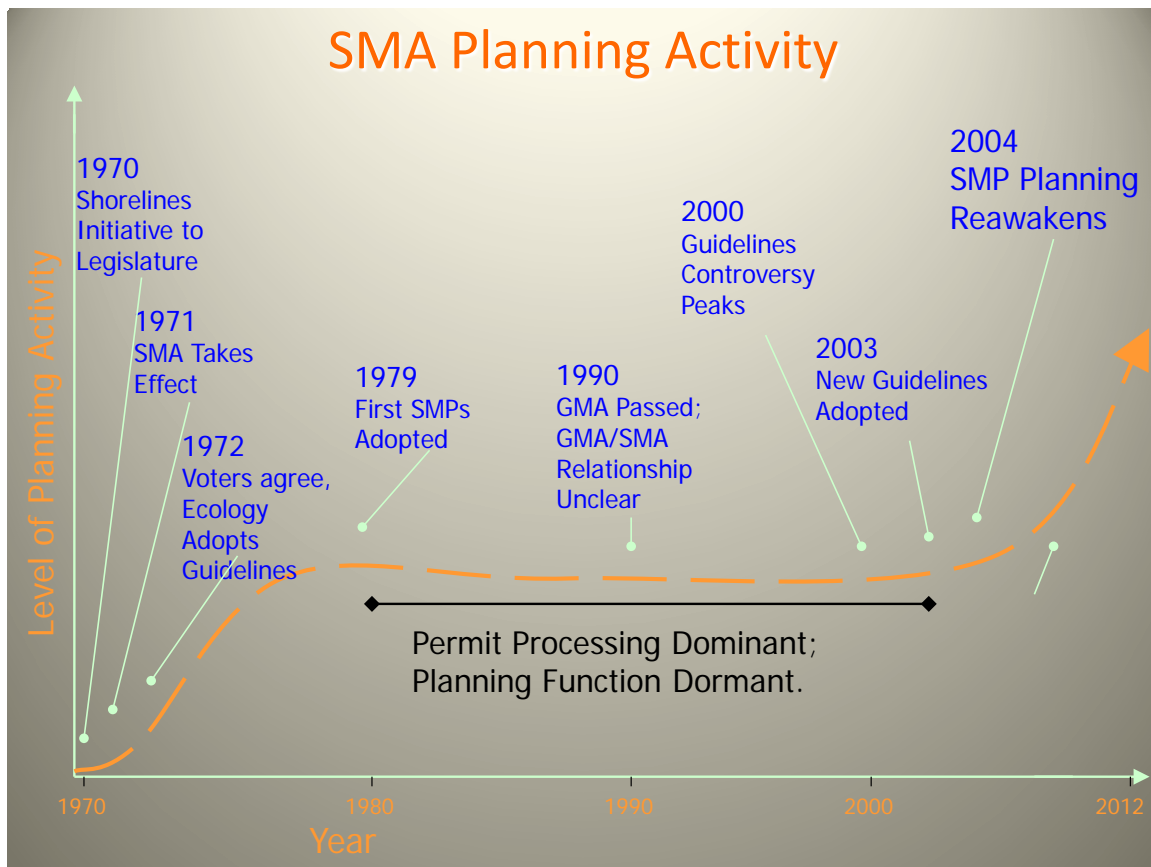 SMA Planning Activity
Level of Planning Activity
1970
Shorelines
Initiative to
Legislature
1971
SMA Takes
Effect
1972
Voters agree,
Ecology
Adopts
Guidelines
1979
First SMPs
Adopted
1990
GMA Passed;
GMA/SMA
Relationship
Unclear
2000
Guidelines
Controversy
Peaks
2003
New Guidelines
Adopted
2004
SMP Planning
Reawakens
Permit Processing Dominant;
Planning Function Dormant.
1970 1980 1990 2000 2012
Year